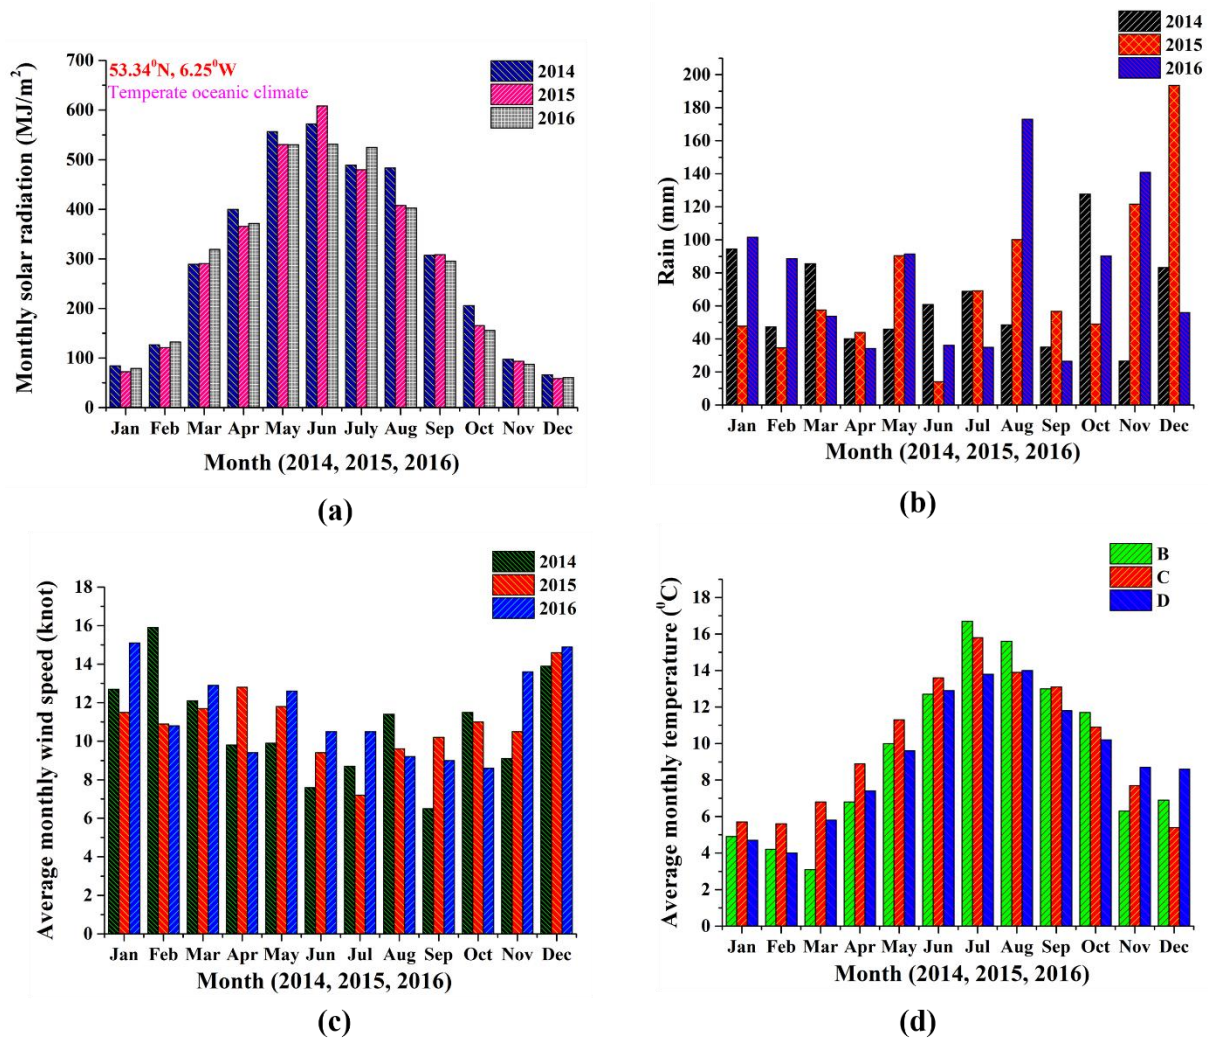 2014
2015
2016
53.34⁰N, 6.25⁰W
Temperate oceanic climate
Monthly solar radiation (MJ/m²)
700
600
500
400
300
200
100
0
Jan Feb Mar Apr May Jun July Aug Sep Oct Nov Dec
Month (2014, 2015, 2016)
(a)
2014
2015
2016
Rain (mm)
200
180
160
140
120
100
80
60
40
20
0
Jan Feb Mar Apr May Jun Jul Aug Sep Oct Nov Dec
Month (2014, 2015, 2016)
(b)
2014
2015
2016
Average monthly wind speed (knot)
18
16
14
12
10
8
6
4
2
0
Jan Feb Mar Apr May Jun Jul Aug Sep Oct Nov Dec
Month (2014, 2015, 2016)
(c)
B
C
D
Average monthly temperature (⁰C)
18
16
14
12
10
8
6
4
2
0
Jan Feb Mar Apr May Jun Jul Aug Sep Oct Nov Dec
Month (2014, 2015, 2016)
(d)